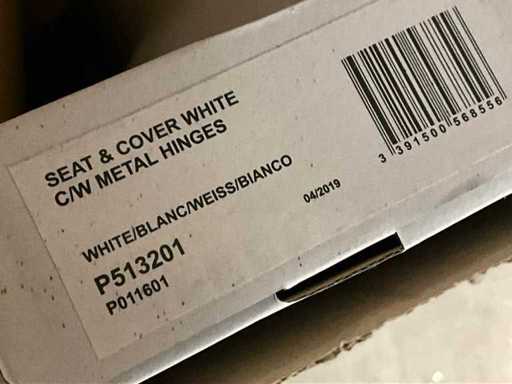 SEAT & COVER WHITE
C/W METAL HINGES
WHITE/BLANC/WEISS/BIANCO
04/2019
P513201
P011601
3 391500 568556